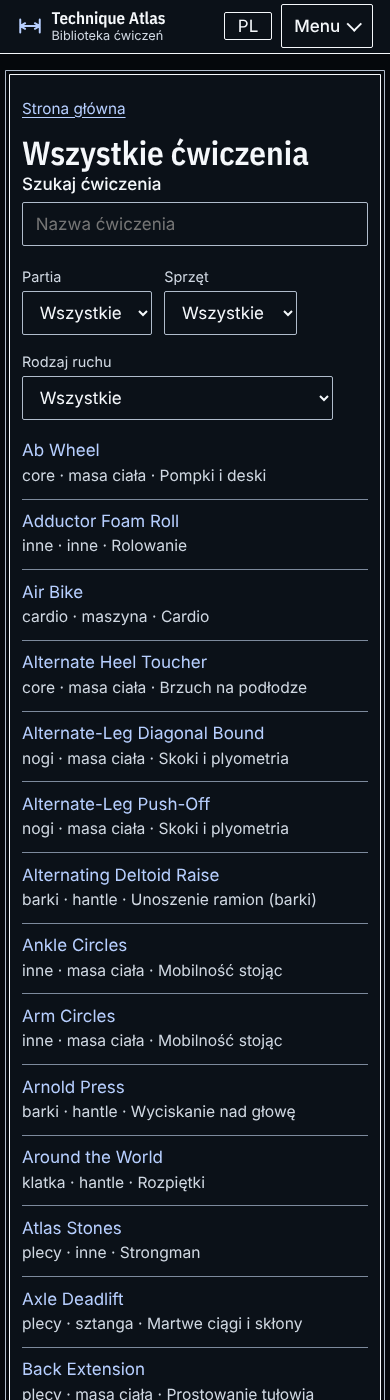 Technique Atlas
Biblioteka ćwiczeń
PL
Menu
Strona główna
Wszystkie ćwiczenia
Szukaj ćwiczenia
Nazwa ćwiczenia
Partia
Sprzęt
Wszystkie
Wszystkie
Rodzaj ruchu
Wszystkie
Ab Wheel
core · masa ciała · Pompki i deski
Adductor Foam Roll
inne · inne · Rolowanie
Air Bike
cardio · maszyna · Cardio
Alternate Heel Toucher
core · masa ciała · Brzuch na podłodze
Alternate-Leg Diagonal Bound
nogi · masa ciała · Skoki i plyometria
Alternate-Leg Push-Off
nogi · masa ciała · Skoki i plyometria
Alternating Deltoid Raise
barki · hantle · Unoszenie ramion (barki)
Ankle Circles
inne · masa ciała · Mobilność stojąc
Arm Circles
inne · masa ciała · Mobilność stojąc
Arnold Press
barki · hantle · Wyciskanie nad głowę
Around the World
klatka · hantle · Rozpiętki
Atlas Stones
plecy · inne · Strongman
Axle Deadlift
plecy · sztanga · Martwe ciągi i skłony
Back Extension
plecy · masa ciała · Prostowanie tułowia